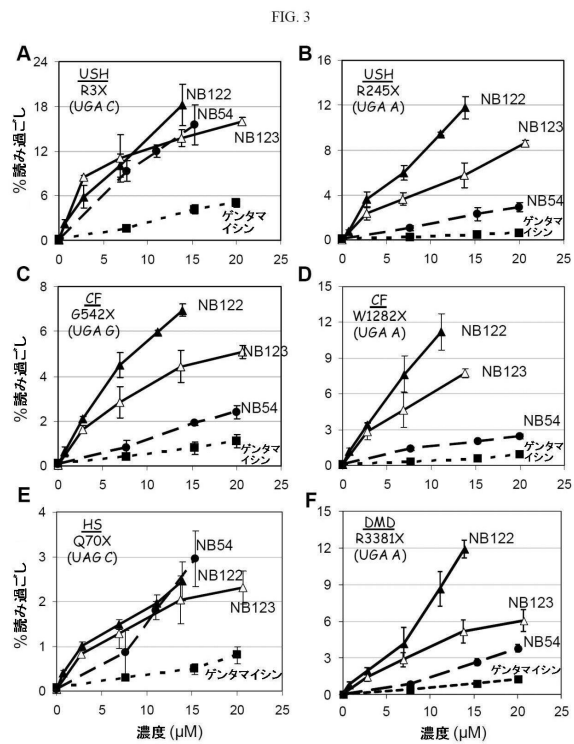 FIG. 3
A
USH
R3X
(UGA C)
NB122
NB54
NB123
ゲンタマ
イシン
%読み過ごし
24
18
12
6
0
0 5 10 15 20 25
B
USH
R245X
(UGA A)
NB122
NB123
NB54
ゲンタマ
イシン
16
12
8
4
0
0 5 10 15 20 25
C
CF
G542X
(UGA G)
NB122
NB123
NB54
ゲンタマ
イシン
%読み過ごし
8
6
4
2
0
0 5 10 15 20 25
D
CF
W1282X
(UGA A)
NB122
NB123
NB54
ゲンタマ
イシン
15
12
9
6
3
0
0 5 10 15 20 25
E
HS
Q70X
(UAG C)
NB54
NB122
NB123
ゲンタマイシン
%読み過ごし
4
3
2
1
0
0 5 10 15 20 25
濃度 (µM)
F
DMD
R3381X
(UGA A)
NB122
NB123
NB54
ゲンタマイシン
15
12
9
6
3
0
0 5 10 15 20 25
濃度 (µM)